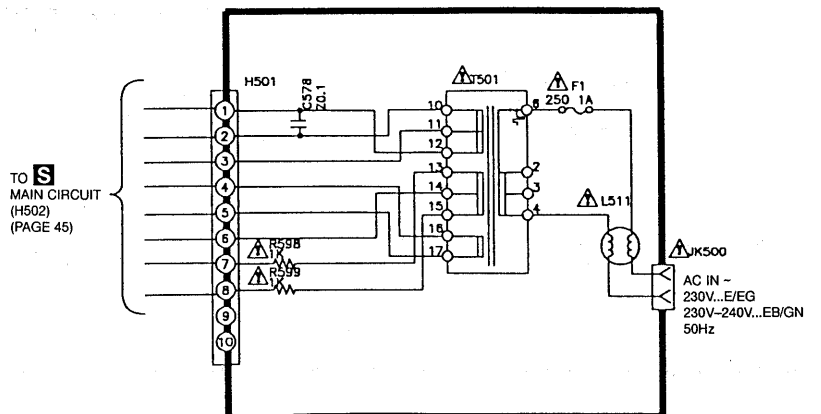 H501
C578
Z0.1
T501
F1
250 1A
1
2
3
4
5
6
7
8
9
10
10
11
12
13
14
15
16
17
6
2
3
4
R598
1K
R599
1K
L511
JK500
TO S
MAIN CIRCUIT
(H502)
(PAGE 45)
AC IN ~
230V...E/EG
230V–240V...EB/GN
50Hz